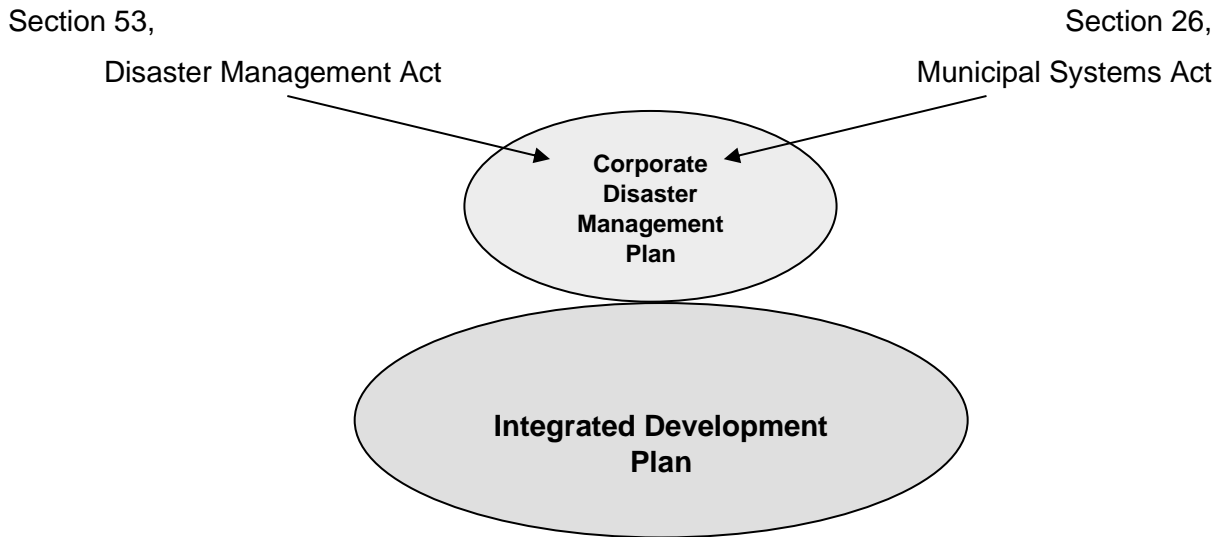 Section 53,
Disaster Management Act
Section 26,
Municipal Systems Act
Corporate
Disaster
Management
Plan
Integrated Development
Plan